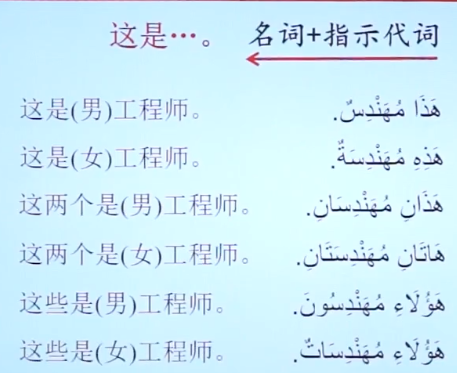 这是…。 名词+指示代词
这是(男)工程师。 هَذَا مُهَنْدِسٌ.
这是(女)工程师。 هَذِهِ مُهَنْدِسَةٌ.
这两个是(男)工程师。 هَذَانِ مُهَنْدِسَانِ.
这两个是(女)工程师。 هَاتَانِ مُهَنْدِسَتَانِ.
这些是(男)工程师。 هَؤُلَاءِ مُهَنْدِسُونَ.
这些是(女)工程师。 هَؤُلَاءِ مُهَنْدِسَاتٌ.